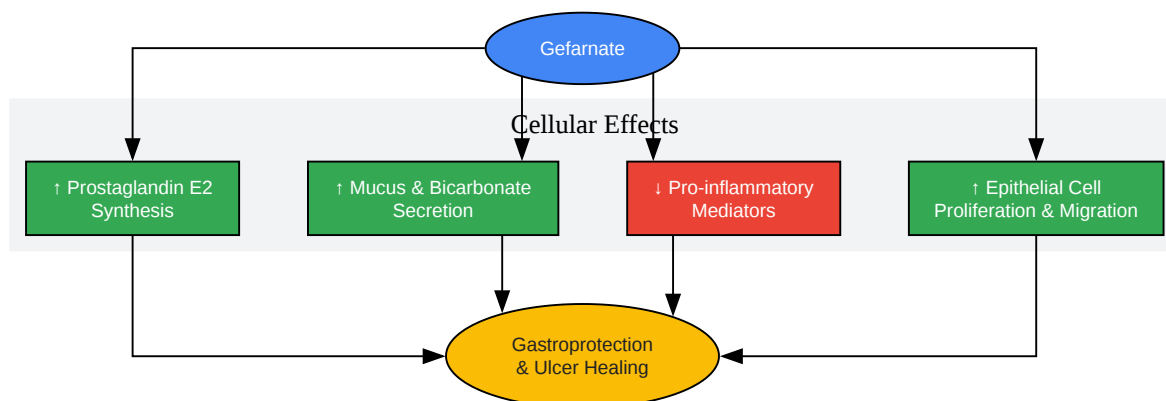 Gefarnate
Cellular Effects
↑ Prostaglandin E2
Synthesis
↑ Mucus & Bicarbonate
Secretion
↓ Pro-inflammatory
Mediators
↑ Epithelial Cell
Proliferation & Migration
Gastroprotection
& Ulcer Healing